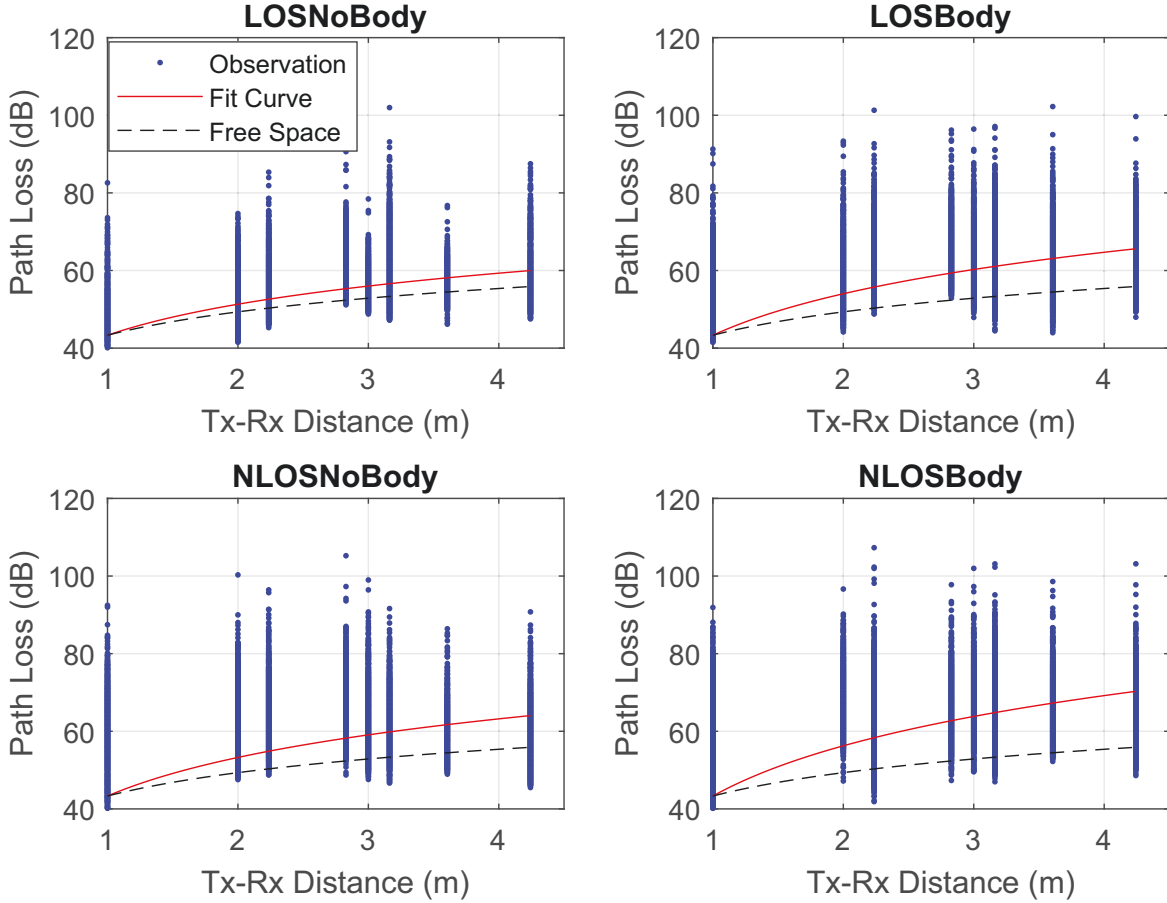 LOSNoBody
120
100
80
60
40
Path Loss (dB)
Observation
Fit Curve
Free Space
1
2
3
4
Tx-Rx Distance (m)
LOSBody
120
100
80
60
40
Path Loss (dB)
1
2
3
4
Tx-Rx Distance (m)
NLOSNoBody
120
100
80
60
40
Path Loss (dB)
1
2
3
4
Tx-Rx Distance (m)
NLOSBody
120
100
80
60
40
Path Loss (dB)
1
2
3
4
Tx-Rx Distance (m)